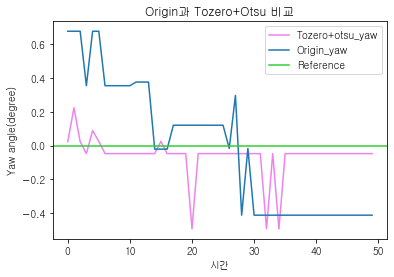 Origin과 Tozero+Otsu 비교
Tozero+otsu_yaw
Origin_yaw
Reference
Yaw angle(degree)
0.6
0.4
0.2
0.0
−0.2
−0.4
0
10
20
30
40
50
시간